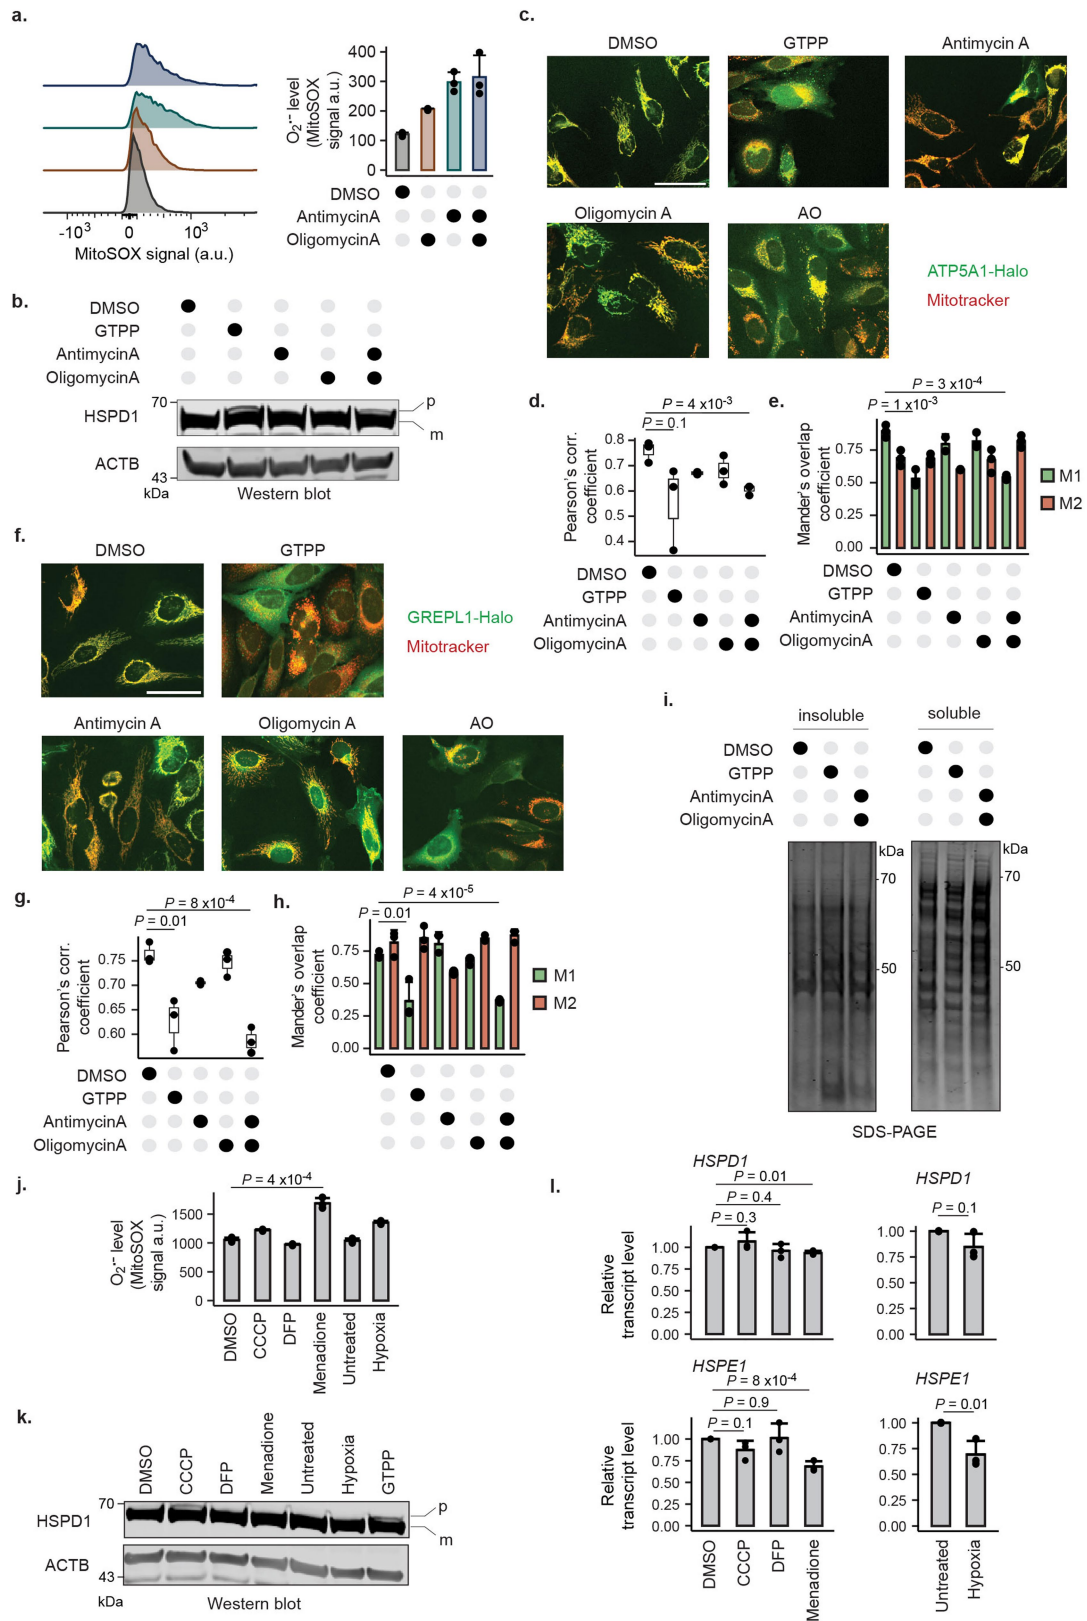 a.
400
300
200
100
0
O2•− level
(MitoSOX
signal a.u.)
-10³ 0 10³
MitoSOX signal (a.u.)
DMSO
AntimycinA
OligomycinA
b.
DMSO
GTPP
AntimycinA
OligomycinA
70
HSPD1
p
m
ACTB
43
kDa
Western blot
c.
DMSO
GTPP
Antimycin A
Oligomycin A
AO
ATP5A1-Halo
Mitotracker
d.
P = 4 x10-3
P = 0.1
0.8
0.7
0.6
0.5
0.4
Pearson's corr.
coefficient
DMSO
GTPP
AntimycinA
OligomycinA
e.
P = 3 x10-4
P = 1 x10-3
0.75
0.50
0.25
0.00
Mander's overlap
coefficient
M1
M2
DMSO
GTPP
AntimycinA
OligomycinA
f.
DMSO
GTPP
GREPL1-Halo
Mitotracker
Antimycin A
Oligomycin A
AO
g.
P = 8 x10-4
P = 0.01
0.75
0.70
0.65
0.60
Pearson's corr.
coefficient
DMSO
GTPP
AntimycinA
OligomycinA
h.
P = 4 x10-5
P = 0.01
0.75
0.50
0.25
0.00
Mander's overlap
coefficient
M1
M2
i.
insoluble
soluble
DMSO
GTPP
AntimycinA
OligomycinA
kDa
70
50
kDa
70
50
SDS-PAGE
j.
P = 4 x10-4
1500
1000
500
0
O2•− level
(MitoSOX
signal a.u.)
DMSO
CCCP
DFP
Menadione
Untreated
Hypoxia
k.
DMSO
CCCP
DFP
Menadione
Untreated
Hypoxia
GTPP
70
HSPD1
p
m
ACTB
43
kDa
Western blot
l.
HSPD1
P = 0.01
P = 0.4
P = 0.3
1.00
0.75
0.50
0.25
0.00
Relative
transcript level
HSPD1
P = 0.1
1.00
0.75
0.50
0.25
0.00
HSPE1
P = 8 x10-4
P = 0.9
P = 0.1
1.00
0.75
0.50
0.25
0.00
Relative
transcript level
DMSO
CCCP
DFP
Menadione
HSPE1
P = 0.01
1.00
0.75
0.50
0.25
0.00
Untreated
Hypoxia